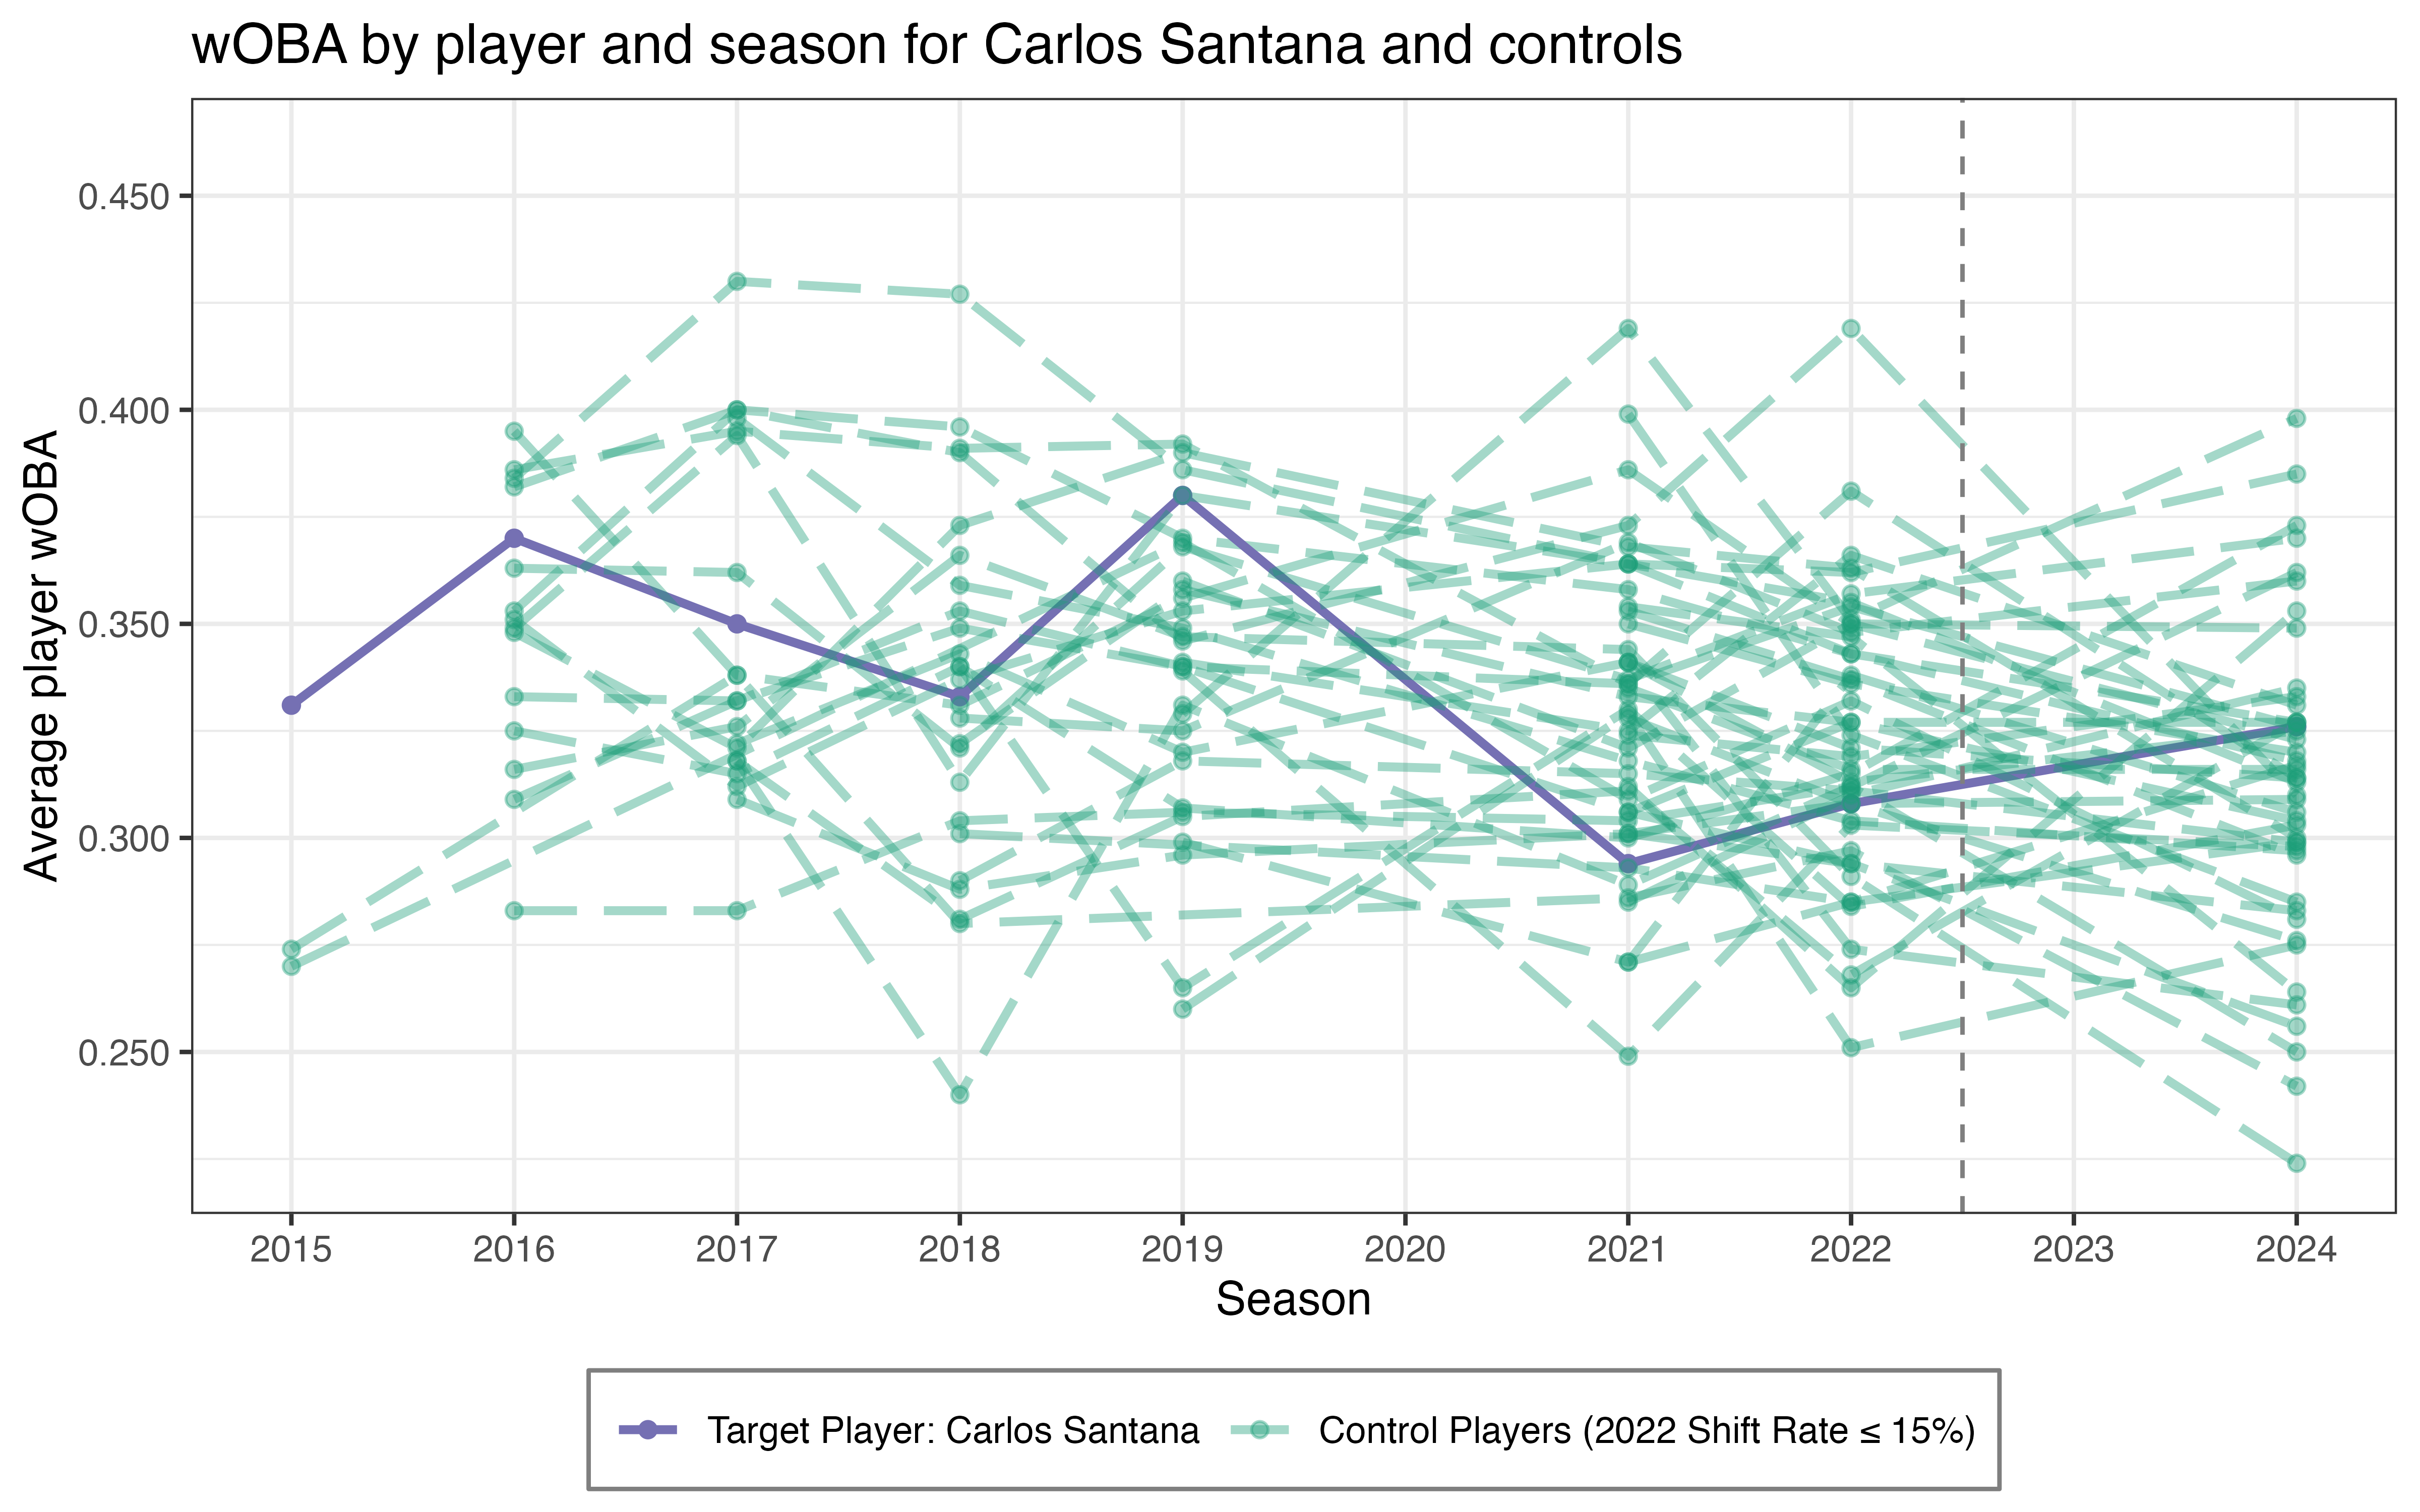 wOBA by player and season for Carlos Santana and controls
Average player wOBA
0.450
0.400
0.350
0.300
0.250
2015 2016 2017 2018 2019 2020 2021 2022 2023 2024
Season
Target Player: Carlos Santana Control Players (2022 Shift Rate ≤ 15%)